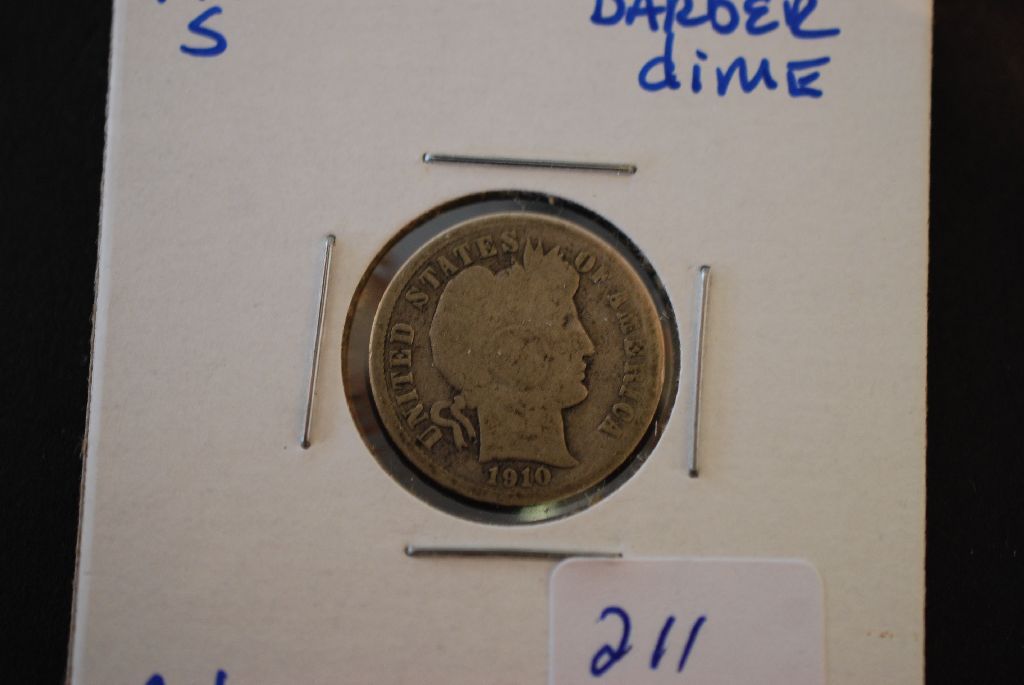 S
BARBER
dimE
UNITED STATES OF AMERICA
1910
211